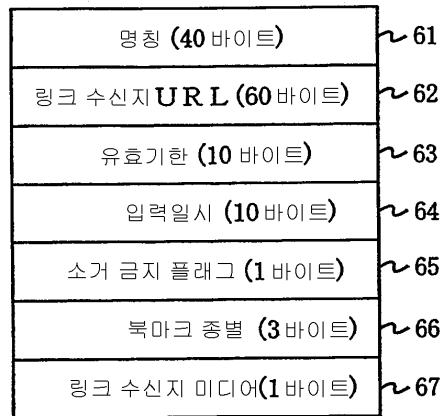 명칭 (40 바이트) 61
링크 수신지 URL (60 바이트) 62
유효기한 (10 바이트) 63
입력일시 (10 바이트) 64
소거 금지 플래그 (1 바이트) 65
북마크 종별 (3 바이트) 66
링크 수신지 미디어(1 바이트) 67